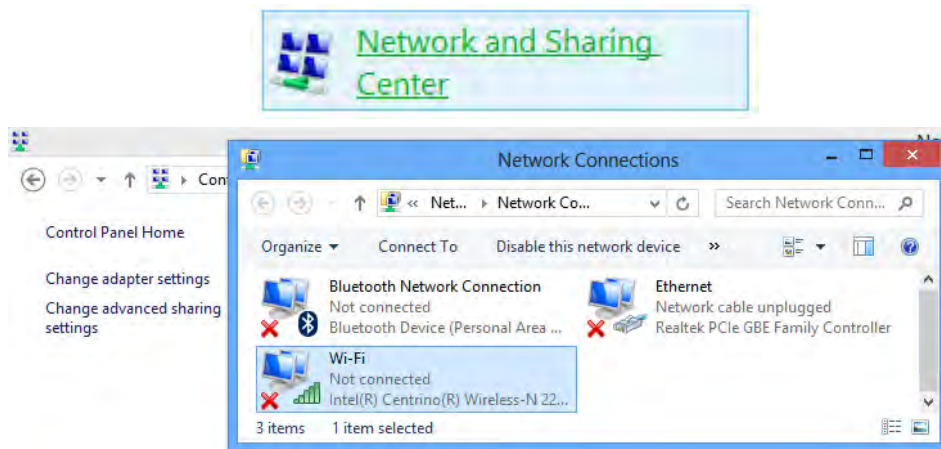 Network and Sharing
Center
Network Connections
Con
Net...
Network Co...
Search Network Conn...
Control Panel Home
Organize
Connect To
Disable this network device
»
Change adapter settings
Change advanced sharing
settings
Bluetooth Network Connection
Not connected
Bluetooth Device (Personal Area ...
Ethernet
Network cable unplugged
Realtek PCIe GBE Family Controller
Wi-Fi
Not connected
Intel(R) Centrino(R) Wireless-N 22...
3 items
1 item selected